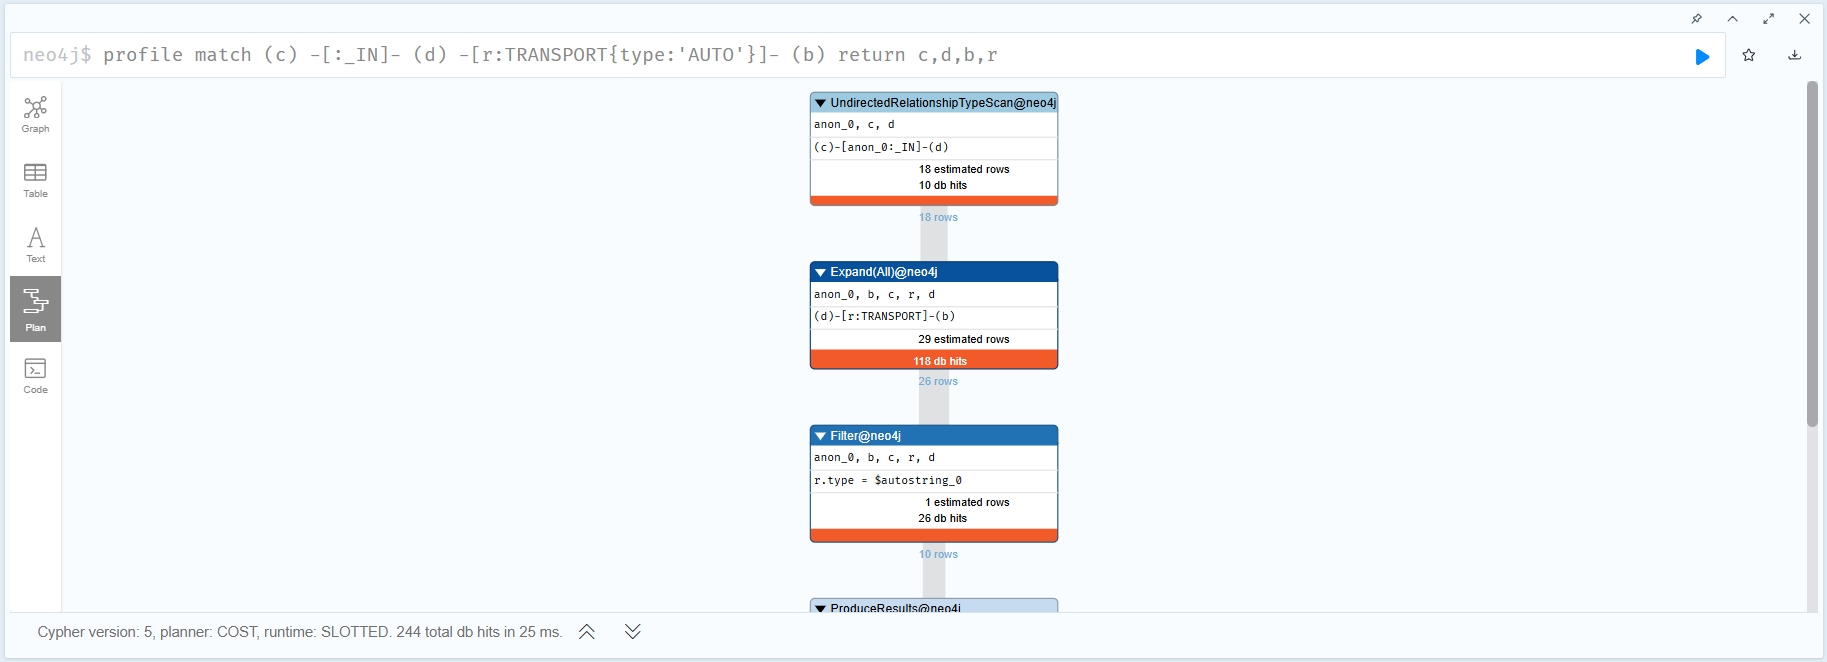 neo4j$ profile match (c) -[:_IN]- (d) -[r:TRANSPORT{type:'AUTO'}]- (b) return c,d,b,r
Graph
Table
Text
Plan
Code
UndirectedRelationshipTypeScan@neo4j
anon_0, c, d
(c)-[anon_0:_IN]-(d)
18 estimated rows
10 db hits
18 rows
Expand(All)@neo4j
anon_0, b, c, r, d
(d)-[r:TRANSPORT]-(b)
29 estimated rows
118 db hits
26 rows
Filter@neo4j
anon_0, b, c, r, d
r.type = $autostring_0
1 estimated rows
26 db hits
10 rows
ProduceResults@neo4j
Cypher version: 5, planner: COST, runtime: SLOTTED. 244 total db hits in 25 ms.